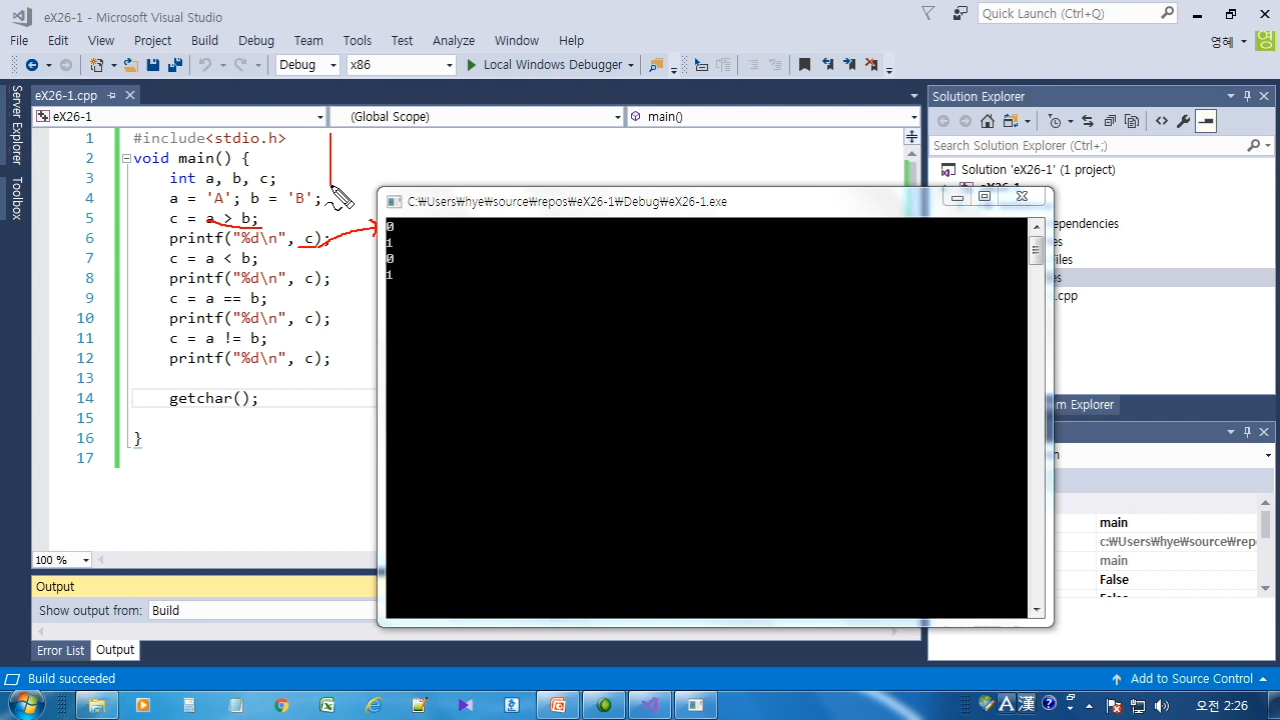 eX26-1 - Microsoft Visual Studio
Quick Launch (Ctrl+Q)
File Edit View Project Build Debug Team Tools Test Analyze Window Help
영혜
영
Debug x86 Local Windows Debugger
Server Explorer
Toolbox
eX26-1.cpp
eX26-1 (Global Scope) main()
1 #include<stdio.h>
2 void main() {
3 int a, b, c;
4 a = 'A'; b = 'B';
5 c = a > b;
6 printf("%d\n", c);
7 c = a < b;
8 printf("%d\n", c);
9 c = a == b;
10 printf("%d\n", c);
11 c = a != b;
12 printf("%d\n", c);
13
14 getchar();
15
16 }
17
100 %
C:₩Users₩hye₩source₩repos₩eX26-1₩Debug₩eX26-1.exe
0
1
0
1
Solution Explorer
Search Solution Explorer (Ctrl+;)
Solution 'eX26-1' (1 project)
ependencies
es
Files
es
.cpp
m Explorer
n
main
c:₩Users₩hye₩source₩rep
main
False
Output
Show output from: Build
Error List Output
Build succeeded
Add to Source Control
A 漢
오전 2:26